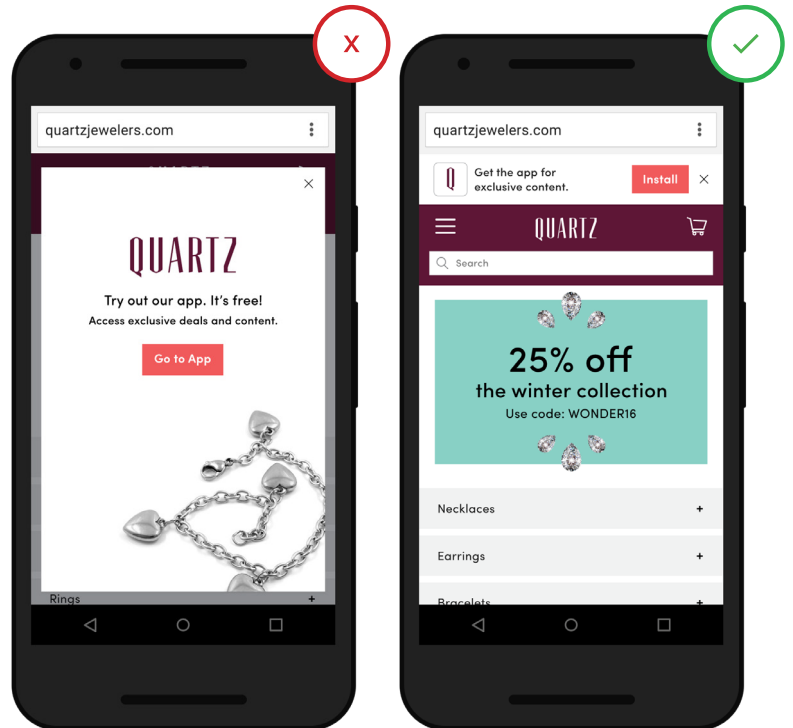 X
quartzjewelers.com
QUARTZ
Try out our app. It's free!
Access exclusive deals and content.
Go to App
Rings +
quartzjewelers.com
Q
Get the app for
exclusive content.
Install
QUARTZ
Search
25% off
the winter collection
Use code: WONDER16
Necklaces +
Earrings +
Bracelets +